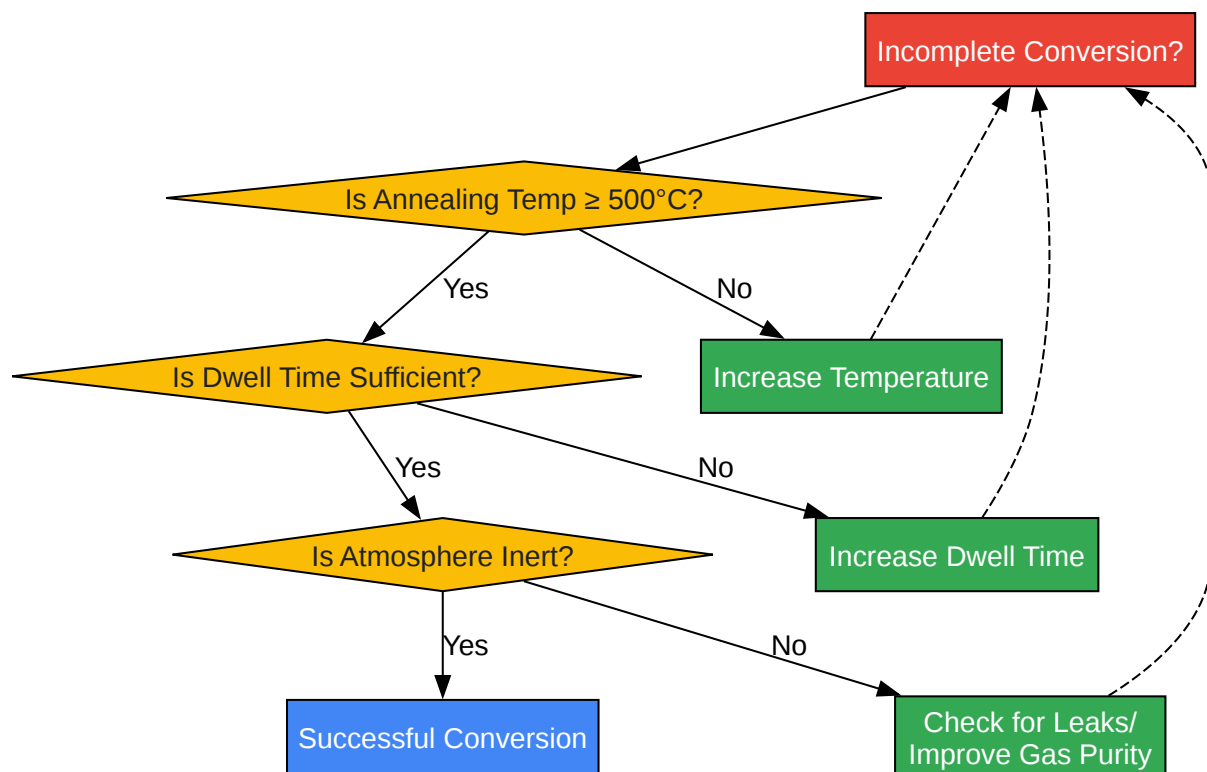 Incomplete Conversion?
Is Annealing Temp ≥ 500°C?
Yes
No
Is Dwell Time Sufficient?
Increase Temperature
Yes
No
Is Atmosphere Inert?
Increase Dwell Time
Yes
No
Successful Conversion
Check for Leaks/
Improve Gas Purity